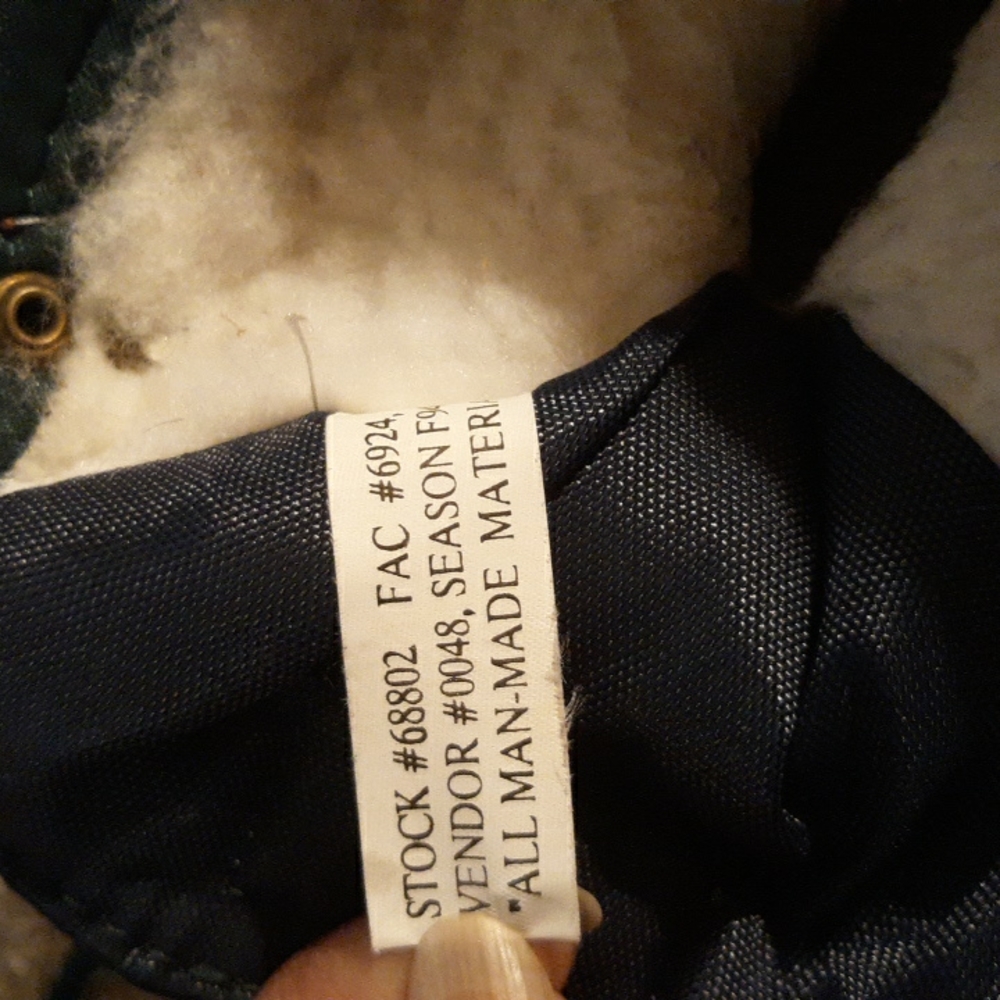 STOCK #68802 FAC #6924,
VENDOR #0048, SEASON F9
"ALL MAN-MADE MATERI